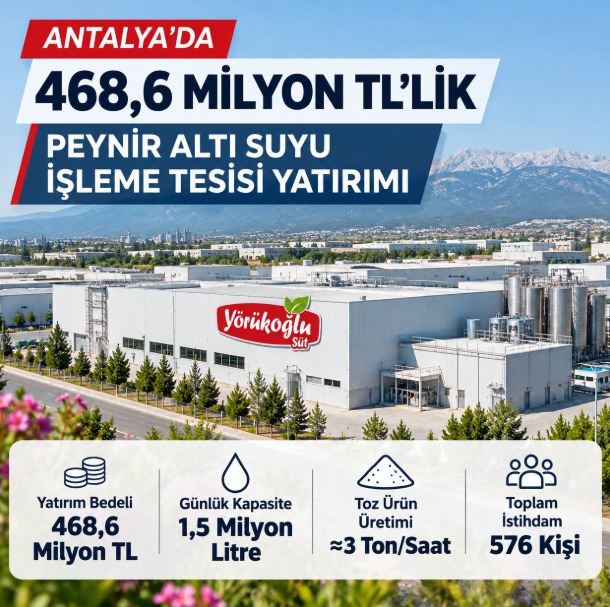 ANTALYA'DA
468,6 MİLYON TL'LİK
PEYNİR ALTI SUYU
İŞLEME TESİSİ YATIRIMI
Yörükoğlu
Süt
Yatırım Bedeli
468,6
Milyon TL
Günlük Kapasite
1,5 Milyon
Litre
Toz Ürün
Üretimi
≈3 Ton/Saat
Toplam
İstihdam
576 Kişi